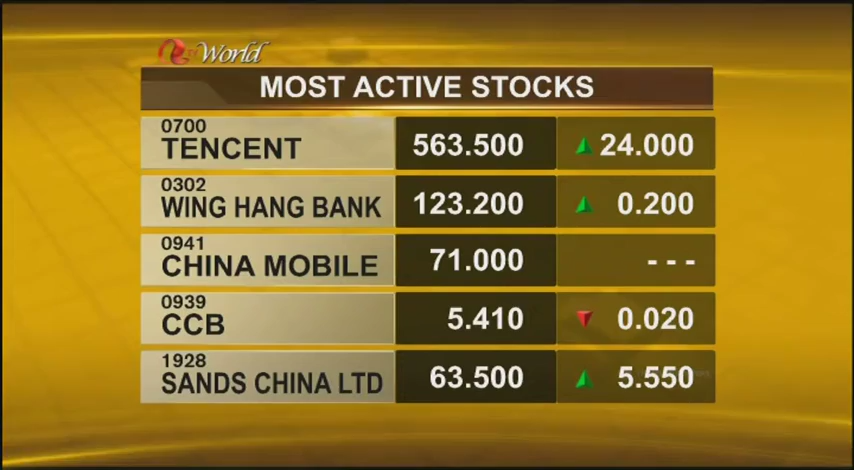 World
MOST ACTIVE STOCKS
0700
TENCENT 563.500 24.000
0302
WING HANG BANK 123.200 0.200
0941
CHINA MOBILE 71.000 ---
0939
CCB 5.410 0.020
1928
SANDS CHINA LTD 63.500 5.550